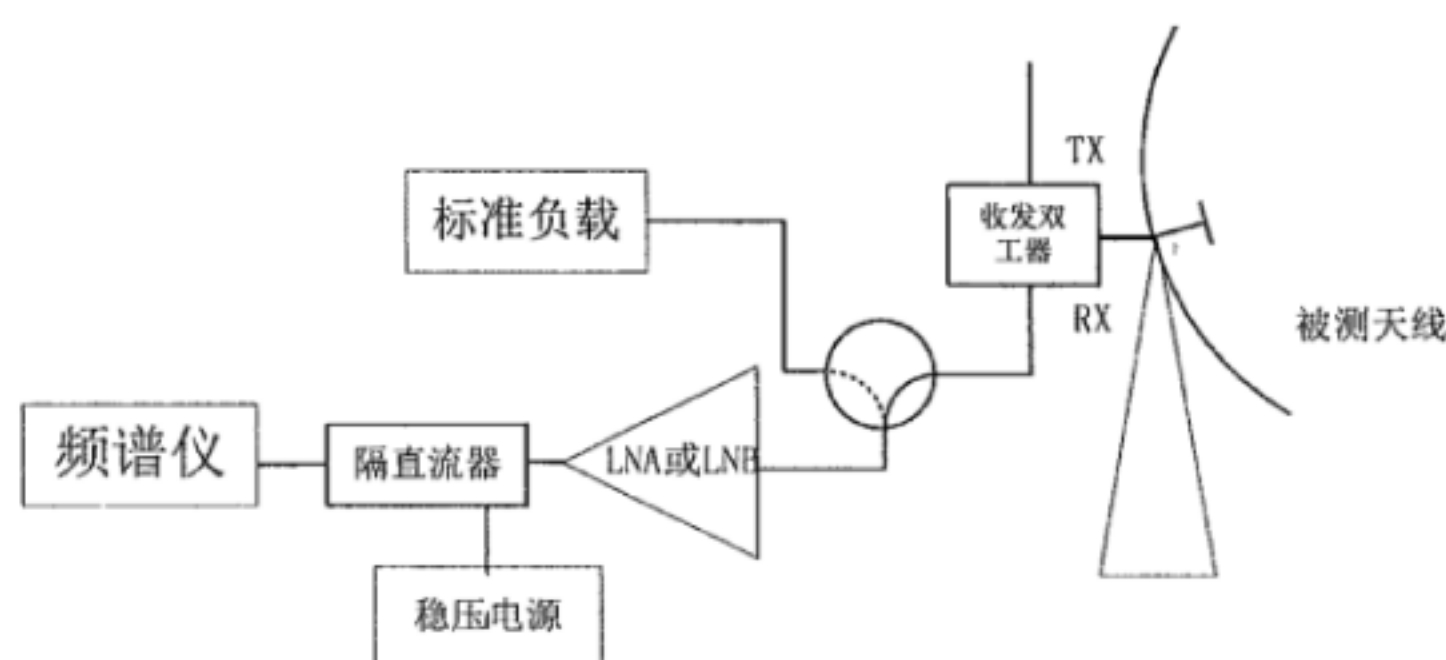 TX
标准负载
收发双
工器
RX
被测天线
频谱仪
隔直流器
LNA或LNB
稳压电源